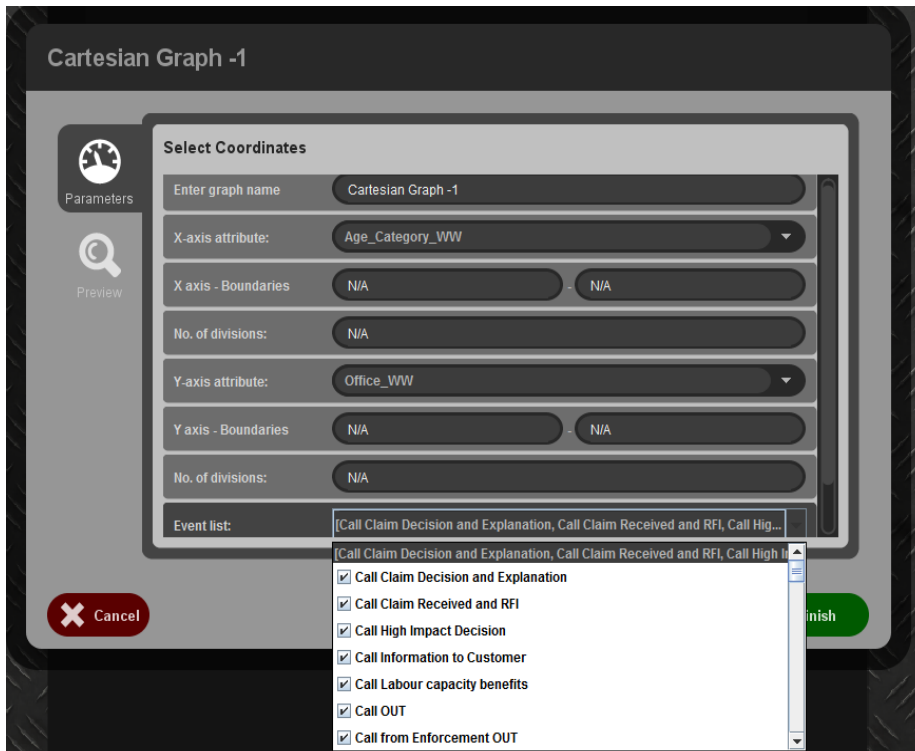 Cartesian Graph -1
Parameters
Preview
Select Coordinates
Enter graph name Cartesian Graph -1
X-axis attribute: Age_Category_WW
X axis - Boundaries N/A - N/A
No. of divisions: N/A
Y-axis attribute: Office_WW
Y axis - Boundaries N/A - N/A
No. of divisions: N/A
Event list: [Call Claim Decision and Explanation, Call Claim Received and RFI, Call Hig...
[Call Claim Decision and Explanation, Call Claim Received and RFI, Call High I
Call Claim Decision and Explanation
Call Claim Received and RFI
Call High Impact Decision
Call Information to Customer
Call Labour capacity benefits
Call OUT
Call from Enforcement OUT
Cancel
inish